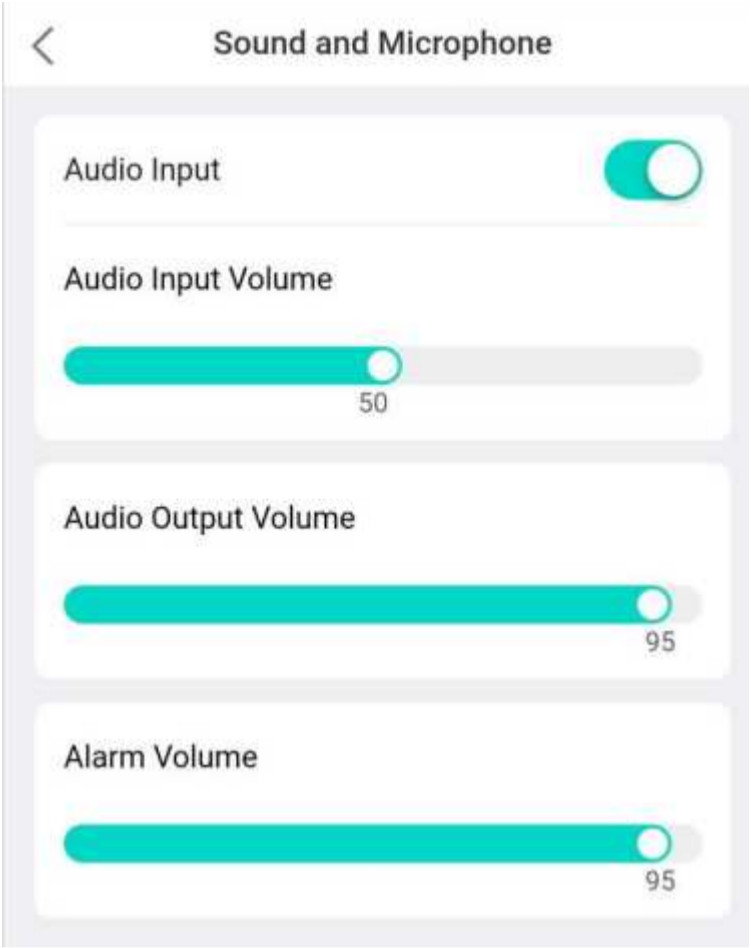 Sound and Microphone
Audio Input
Audio Input Volume
50
Audio Output Volume
95
Alarm Volume
95